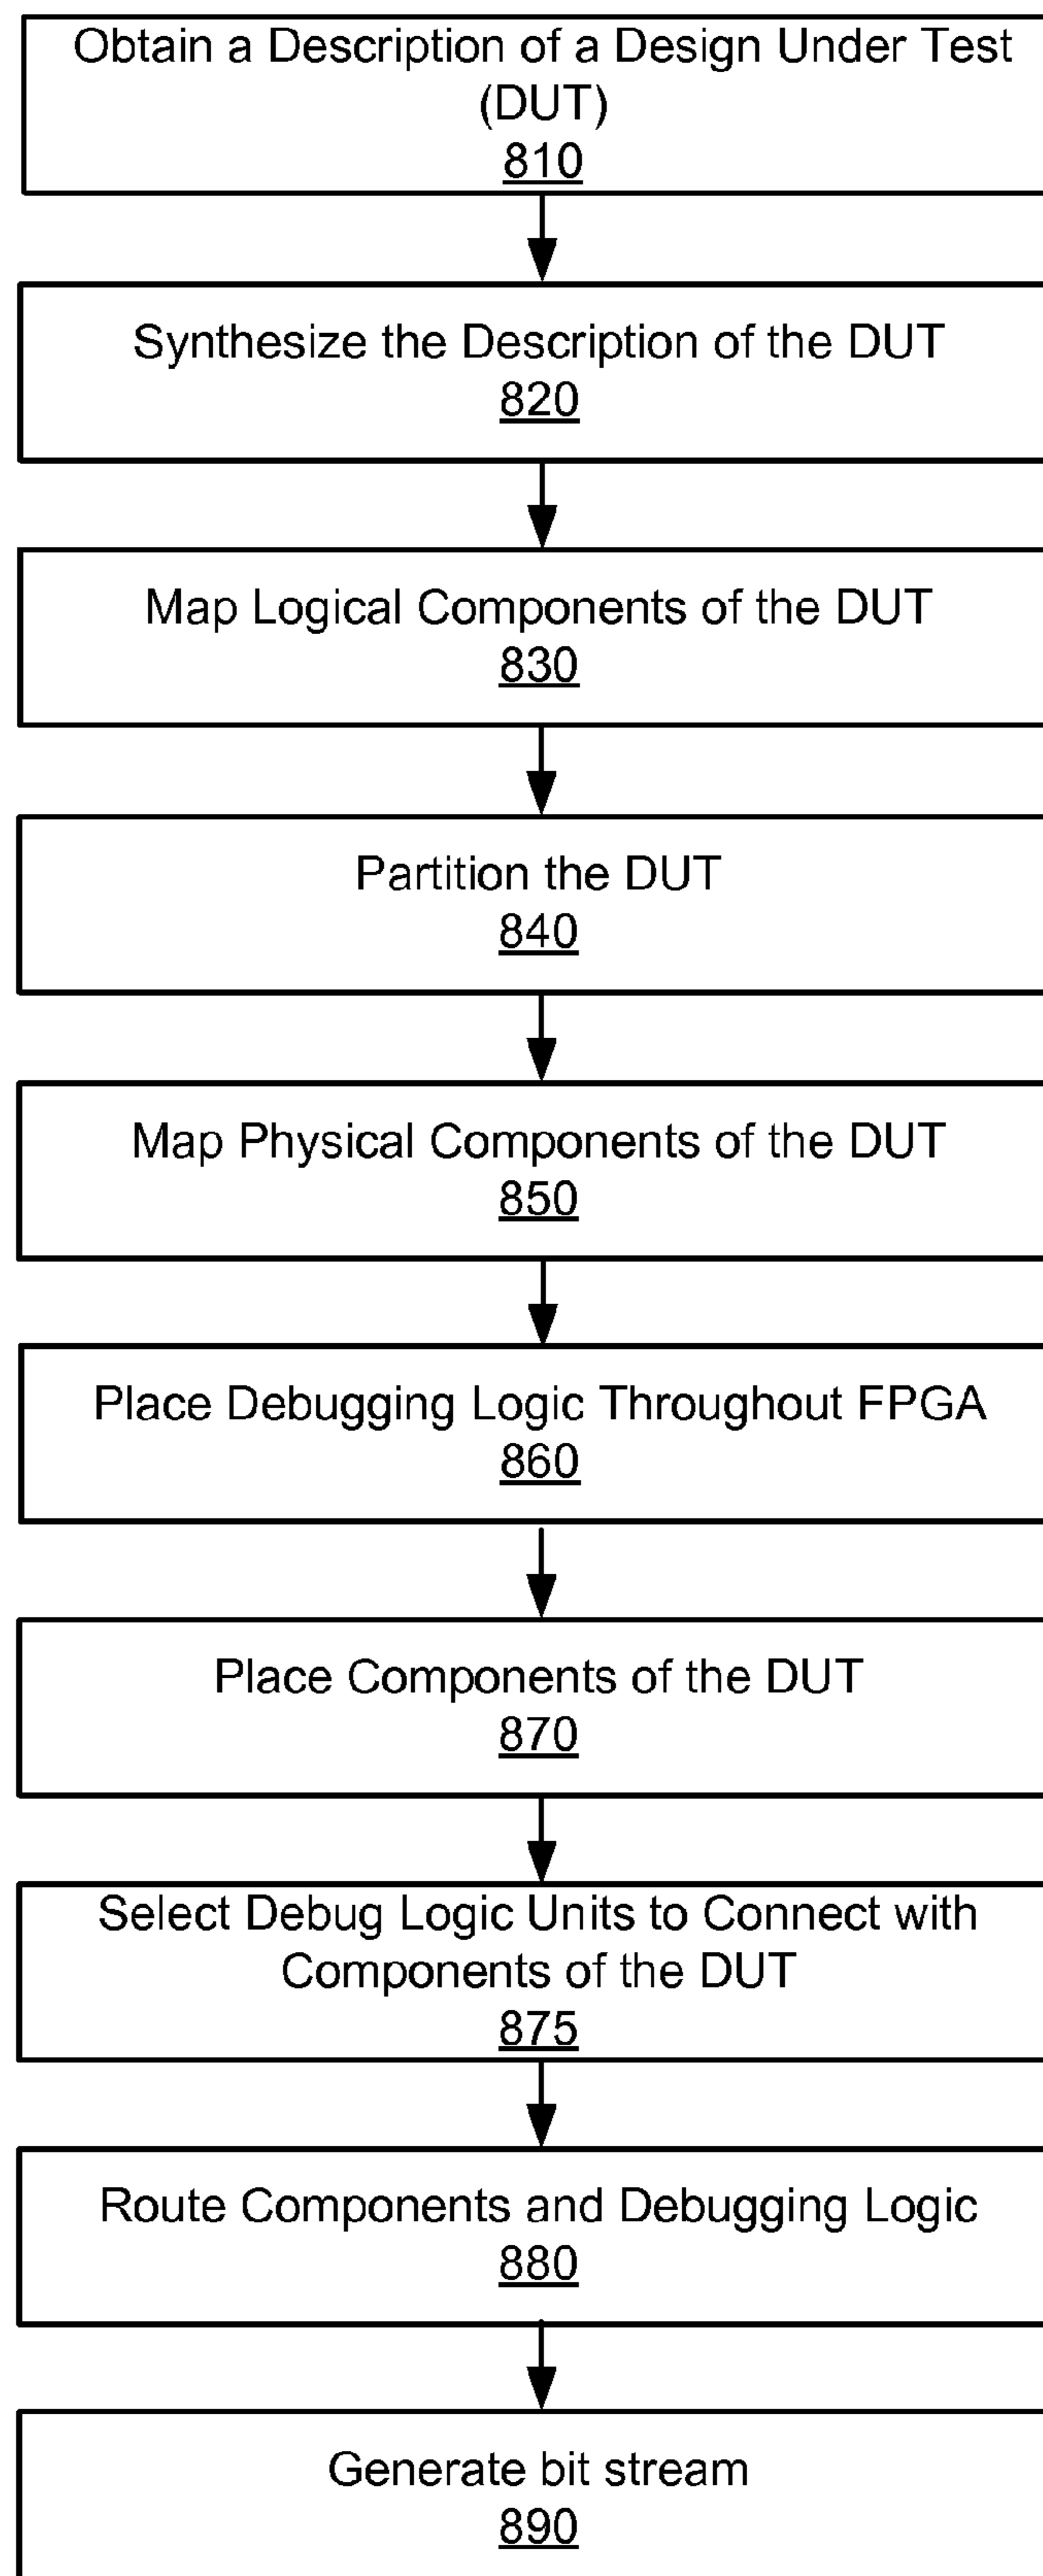 Obtain a Description of a Design Under Test
(DUT)
810
Synthesize the Description of the DUT
820
Map Logical Components of the DUT
830
Partition the DUT
840
Map Physical Components of the DUT
850
Place Debugging Logic Throughout FPGA
860
Place Components of the DUT
870
Select Debug Logic Units to Connect with
Components of the DUT
875
Route Components and Debugging Logic
880
Generate bit stream
890